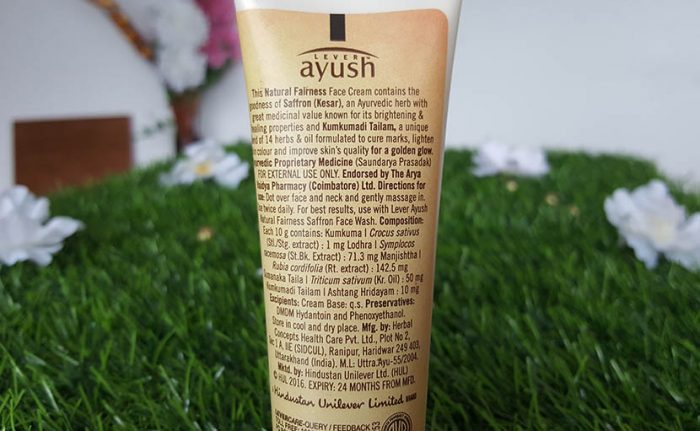 LEVER
ayush
This Natural Fairness Face Cream contains the
goodness of Saffron (Kesar), an Ayurvedic herb with
great medicinal value known for its brightening &
healing properties and Kumkumadi Tailam, a unique
of 14 herbs & oil formulated to cure marks, lighten
colour and improve skin's quality for a golden glow.
Proprietary Medicine (Saundarya Prasadak)
FOR EXTERNAL USE ONLY. Endorsed by The Arya
Pharmacy (Coimbatore) Ltd. Directions for
Dot over face and neck and gently massage in.
twice daily. For best results, use with Lever Ayush
Natural Fairness Saffron Face Wash. Composition:
Each 10 g contains: Kumkuma | Crocus sativus
(Stl./Stg. extract) : 1 mg Lodhra | Symplocos
(St.Bk. Extract) : 71.3 mg Manjishtha |
Rubia cordifolia (Rt. extract) : 142.5 mg
Taila | Triticum sativum (Kr. Oil) : 50 mg
Kumkumadi Tailam | Ashtang Hridayam : 10 mg
Excipients: Cream Base: q.s. Preservatives:
DMDM Hydantoin and Phenoxyethanol.
Store in cool and dry place. Mfg. by: Herbal
Concepts Health Care Pvt. Ltd., Plot No 2,
1 A, IIE (SIDCUL), Ranipur, Haridwar 249 403,
Uttarakhand (India). M.L: Uttra.Ayu-55/2004.
Mktd. by: Hindustan Unilever Ltd. (HUL)
© HUL 2016. EXPIRY: 24 MONTHS FROM MFD.
Hindustan Unilever Limited
LEVERCARE-QUERY / FEEDBACK